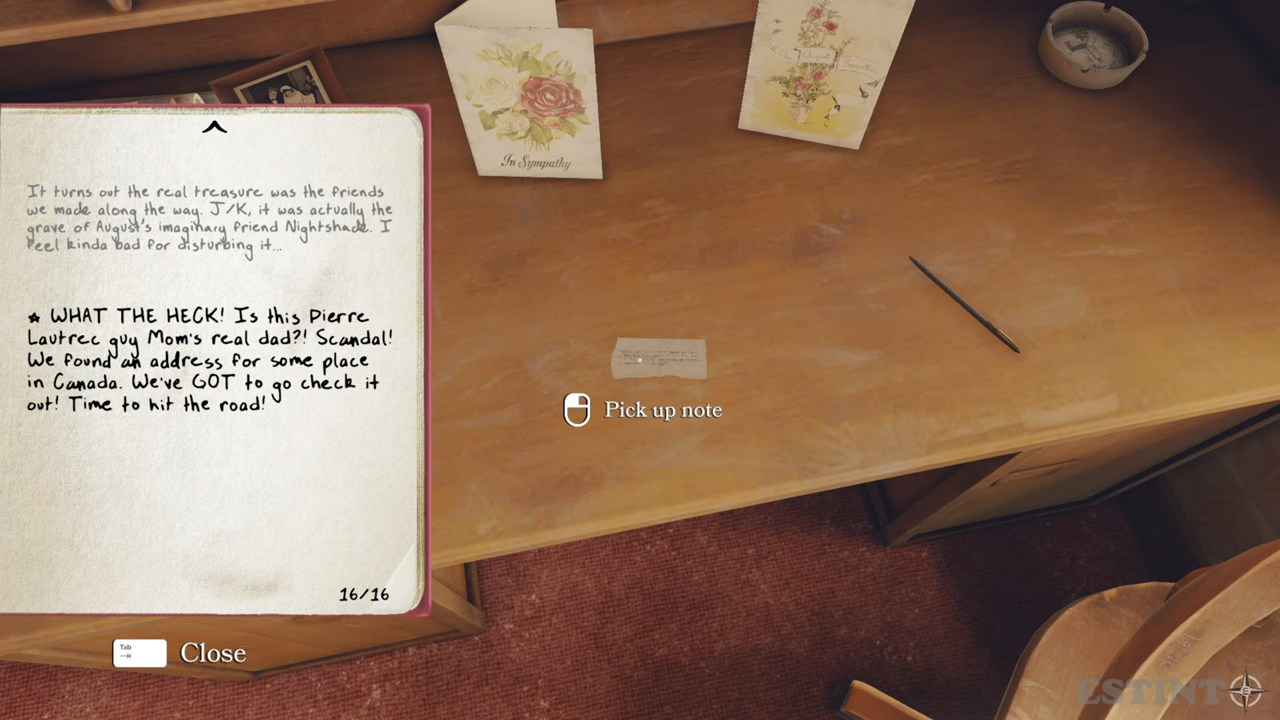 It turns out the real treasure was the friends
we made along the way. J/K, it was actually the
grave of August's imaginary friend Nightshade. I
feel kinda bad for disturbing it...
★ WHAT THE HECK! Is this Pierre
Lautrec guy Mom's real dad?! Scandal!
We found an address for some place
in Canada. We've GOT to go check it
out! Time to hit the road!
16/16
Tab
Close
In Sympathy
Sympathy
Pick up note
ESTINT
E